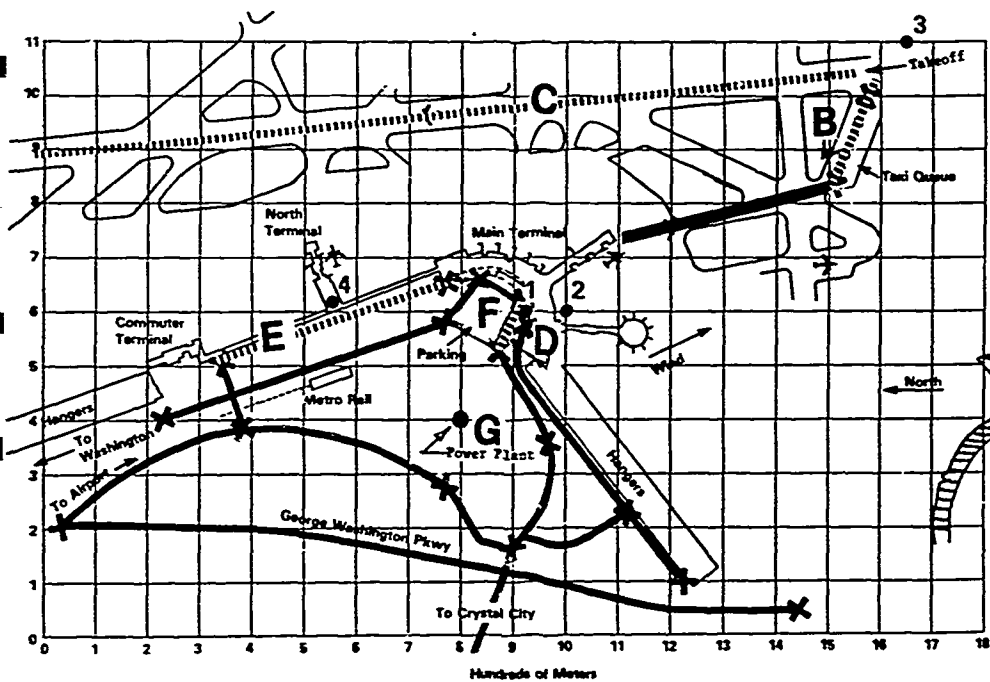 11
10
9
8
7
6
5
4
3
2
1
0
3
Takeoff
C
B
Taxi Queue
North
Terminal
Main Terminal
4
1
2
F
E
D
Commuter
Terminal
Parking
Wind
North
Metro Rail
Hangers
To
Washington
G
Power Plant
To Airport
Hangers
George Washington Pkwy
To Crystal City
0 1 2 3 4 5 6 7 8 9 10 11 12 13 14 15 16 17 18
Hundreds of Meters